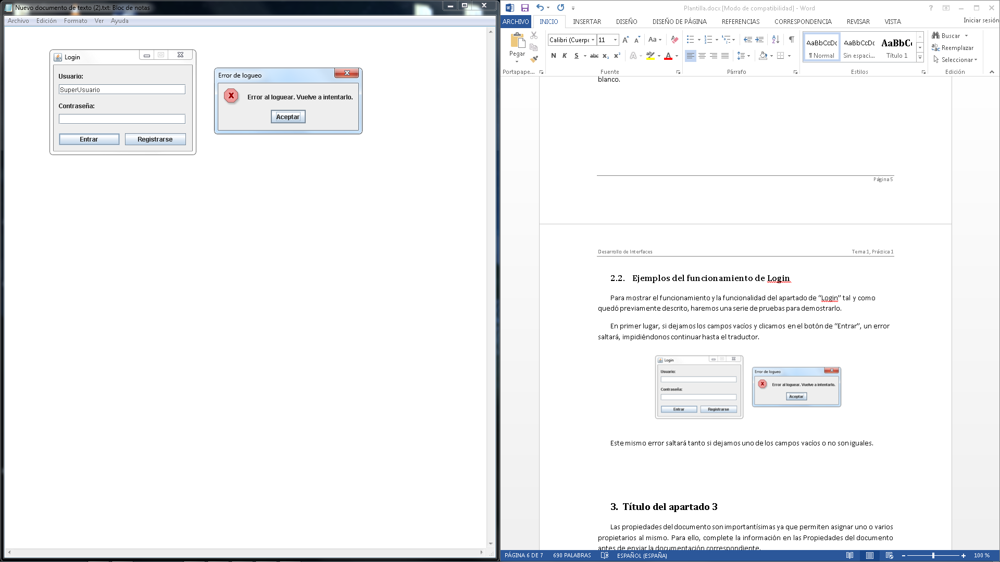 Nuevo documento de texto (2).txt: Bloc de notas
Archivo Edición Formato Ver Ayuda
Login
Usuario:
SuperUsuario
Contraseña:
Entrar Registrarse
Error de logueo
Error al loguear. Vuelve a intentarlo.
Aceptar
Plantilla.docx [Modo de compatibilidad] - Word
ARCHIVO INICIO INSERTAR DISEÑO DISEÑO DE PÁGINA REFERENCIAS CORRESPONDENCIA REVISAR VISTA Iniciar sesión
Pegar
Calibri (Cuerpo 11
N K S abc x₂ x²
AaBbCcDc AaBbCcDc AaBbCc
¶ Normal Sin espaci... Título 1
Buscar
Reemplazar
Seleccionar
Portapape... Fuente Párrafo Estilos Edición
blanco.
Página 5
Desarrollo de Interfaces Tema 1, Práctica 1
2.2. Ejemplos del funcionamiento de Login
Para mostrar el funcionamiento y la funcionalidad del apartado de “Login” tal y como
quedó previamente descrito, haremos una serie de pruebas para demostrarlo.
En primer lugar, si dejamos los campos vacíos y clicamos en el botón de “Entrar”, un error
saltará, impidiéndonos continuar hasta el traductor.
Login
Usuario:
Contraseña:
Entrar Registrarse
Error de logueo
Error al loguear. Vuelve a intentarlo.
Aceptar
Este mismo error saltará tanto si dejamos uno de los campos vacíos o no son iguales.
3. Título del apartado 3
Las propiedades del documento son importantísimas ya que permiten asignar uno o varios
propietarios al mismo. Para ello, complete la información en las Propiedades del documento
antes de enviar la documentación correspondiente.
PÁGINA 6 DE 7 690 PALABRAS ESPAÑOL (ESPAÑA) 100 %